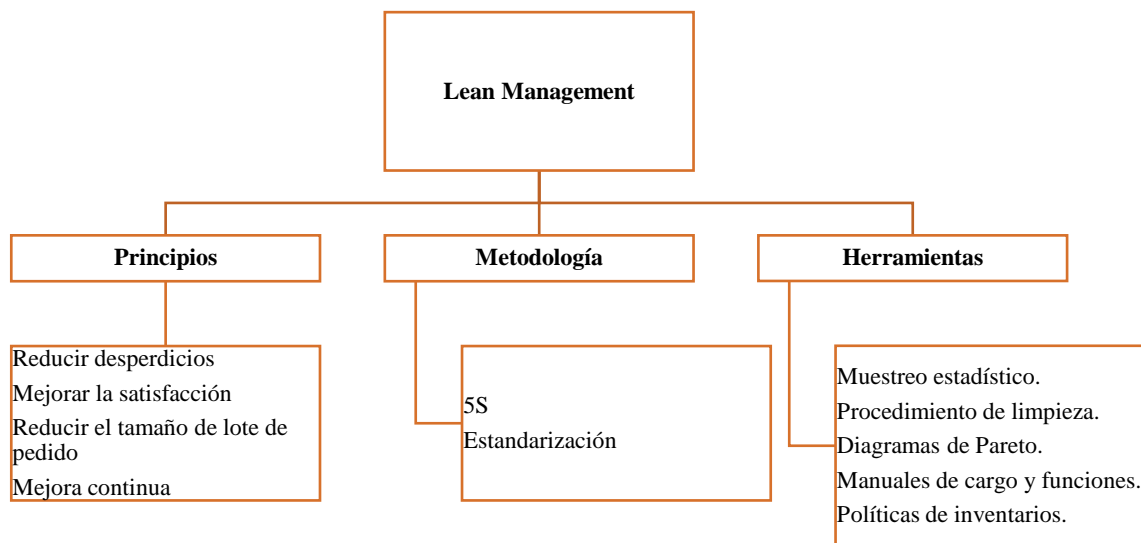 Lean Management
Principios
Metodología
Herramientas
Reducir desperdicios
Mejorar la satisfacción
Reducir el tamaño de lote de
pedido
Mejora continua
5S
Estandarización
Muestreo estadístico.
Procedimiento de limpieza.
Diagramas de Pareto.
Manuales de cargo y funciones.
Políticas de inventarios.